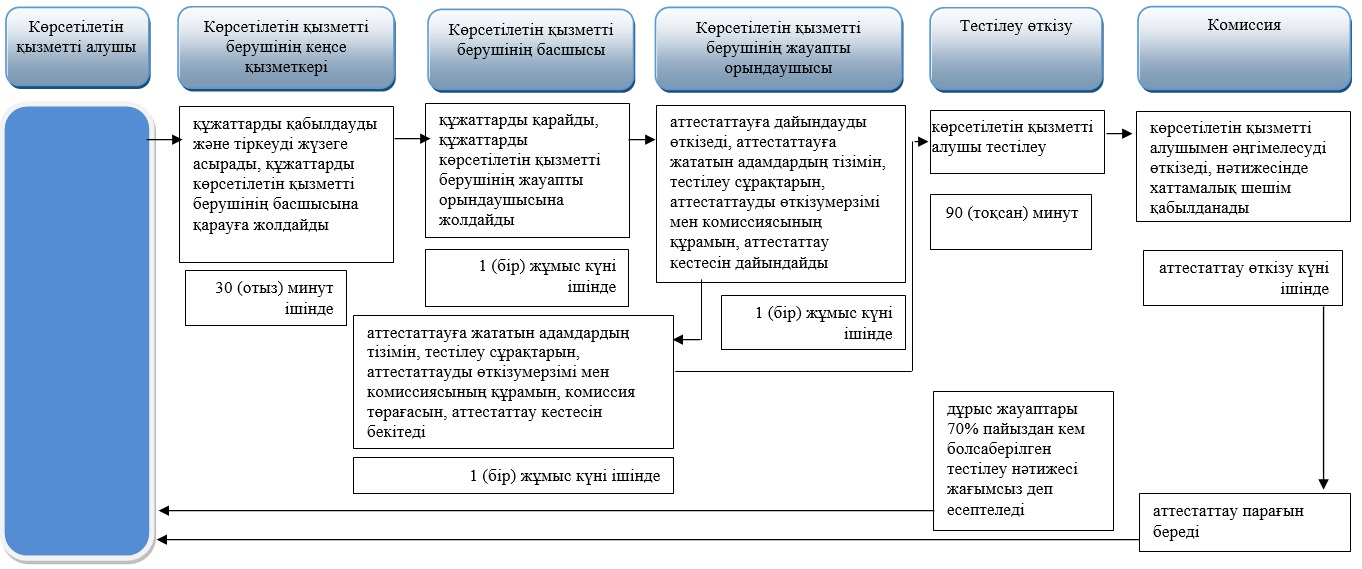 Көрсетілетін
қызметті алушы
Көрсетілетін қызметті
берушінің кеңсе
қызметкері
Көрсетілетін қызметті
берушінің басшысы
Көрсетілетін қызметті
берушінің жауапты
орындаушысы
Тестілеу өткізу
Комиссия
құжаттарды қабылдауды
және тіркеуді жүзеге
асырады, құжаттарды
көрсетілетін қызметті
берушінің басшысына
қарауға жолдайды
30 (отыз) минут
ішінде
құжаттарды қарайды,
құжаттарды
көрсетілетін қызметті
берушінің жауапты
орындаушысына
жолдайды
1 (бір) жұмыс күні
ішінде
аттестаттауға дайындауды
өткізеді, аттестаттауға
жататын адамдардың тізімін,
тестілеу сұрақтарын,
аттестаттауды өткізумерзімі
мен комиссиясының
құрамын, аттестаттау
кестесін дайындайды
1 (бір) жұмыс күні
ішінде
аттестаттауға жататын адамдардың
тізімін, тестілеу сұрақтарын,
аттестаттауды өткізумерзімі мен
комиссиясының құрамын, комиссия
төрағасын, аттестаттау кестесін
бекітеді
1 (бір) жұмыс күні ішінде
көрсетілетін қызметті
алушы тестілеу
90 (тоқсан) минут
дұрыс жауаптары
70% пайыздан кем
болсаберілген
тестілеу нәтижесі
жағымсыз деп
есептеледі
көрсетілетін қызметті
алушымен әңгімелесуді
өткізеді, нәтижесінде
хаттамалық шешім
қабылданады
аттестаттау өткізу күні
ішінде
аттестаттау парағын
береді